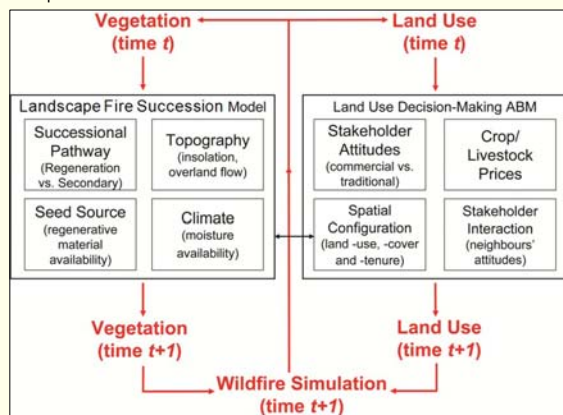 Vegetation
(time t)
Land Use
(time t)
Landscape Fire Succession Model
Successional
Pathway
(Regeneration
vs. Secondary)
Topography
(insolation,
overland flow)
Seed Source
(regenerative
material
availability)
Climate
(moisture
availability)
Land Use Decision-Making ABM
Stakeholder
Attitudes
(commercial vs.
traditional)
Crop/
Livestock
Prices
Spatial
Configuration
(land -use, -cover
and -tenure)
Stakeholder
Interaction
(neighbours'
attitudes)
Vegetation
(time t+1)
Land Use
(time t+1)
Wildfire Simulation
(time t+1)